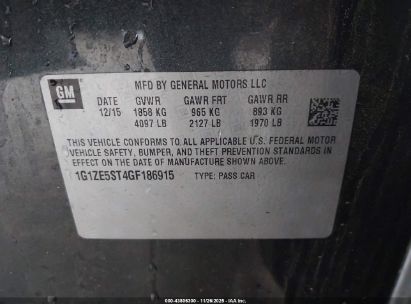 GM
MFD BY GENERAL MOTORS LLC
DATE GVWR GAWR FRT GAWR RR
12/15 1858 KG 965 KG 893 KG
4097 LB 2127 LB 1970 LB
THIS VEHICLE CONFORMS TO ALL APPLICABLE U.S. FEDERAL MOTOR
VEHICLE SAFETY, BUMPER, AND THEFT PREVENTION STANDARDS IN
EFFECT ON THE DATE OF MANUFACTURE SHOWN ABOVE.
1G1ZE5ST4GF186915 TYPE: PASS CAR